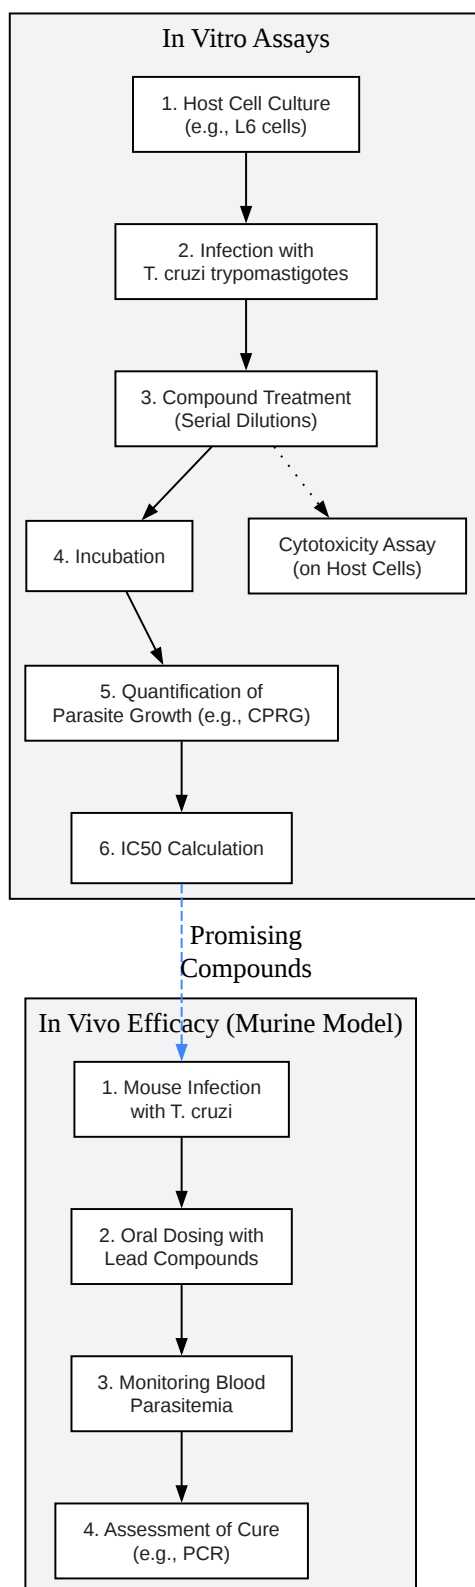 In Vitro Assays
1. Host Cell Culture
(e.g., L6 cells)
2. Infection with
T. cruzi trypomastigotes
3. Compound Treatment
(Serial Dilutions)
4. Incubation
Cytotoxicity Assay
(on Host Cells)
5. Quantification of
Parasite Growth (e.g., CPRG)
6. IC50 Calculation
Promising
Compounds
In Vivo Efficacy (Murine Model)
1. Mouse Infection
with T. cruzi
2. Oral Dosing with
Lead Compounds
3. Monitoring Blood
Parasitemia
4. Assessment of Cure
(e.g., PCR)